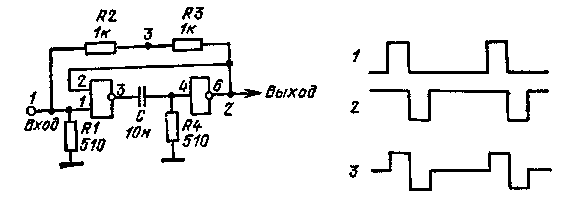 R2 R3
1к 3 1к
2 3 4 6
1 1 2 Выход
Вход R1 C R4
510 10н 510
1
2
3